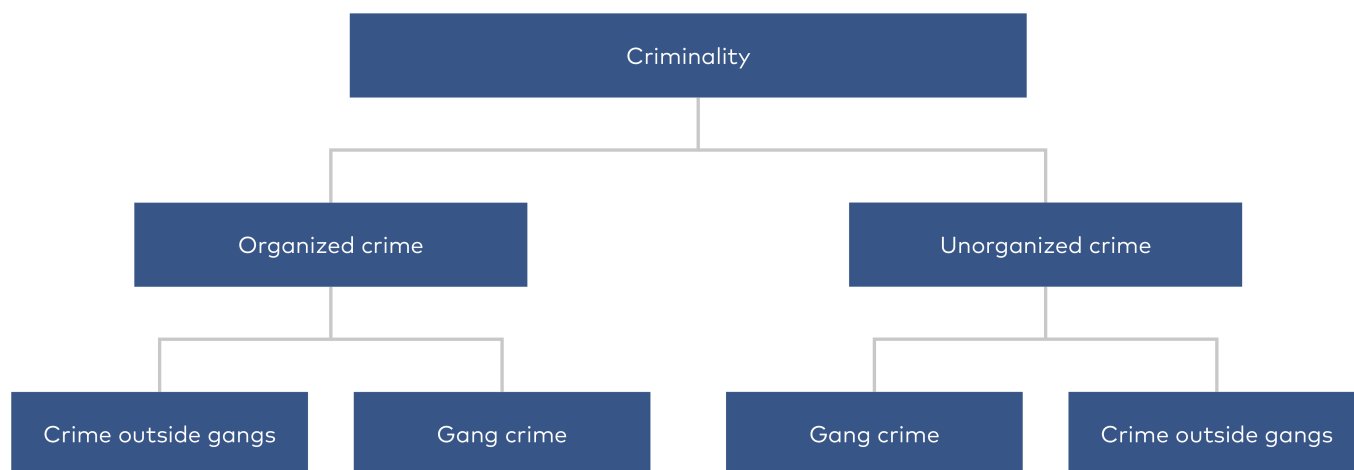 Criminality
Organized crime
Unorganized crime
Crime outside gangs
Gang crime
Gang crime
Crime outside gangs